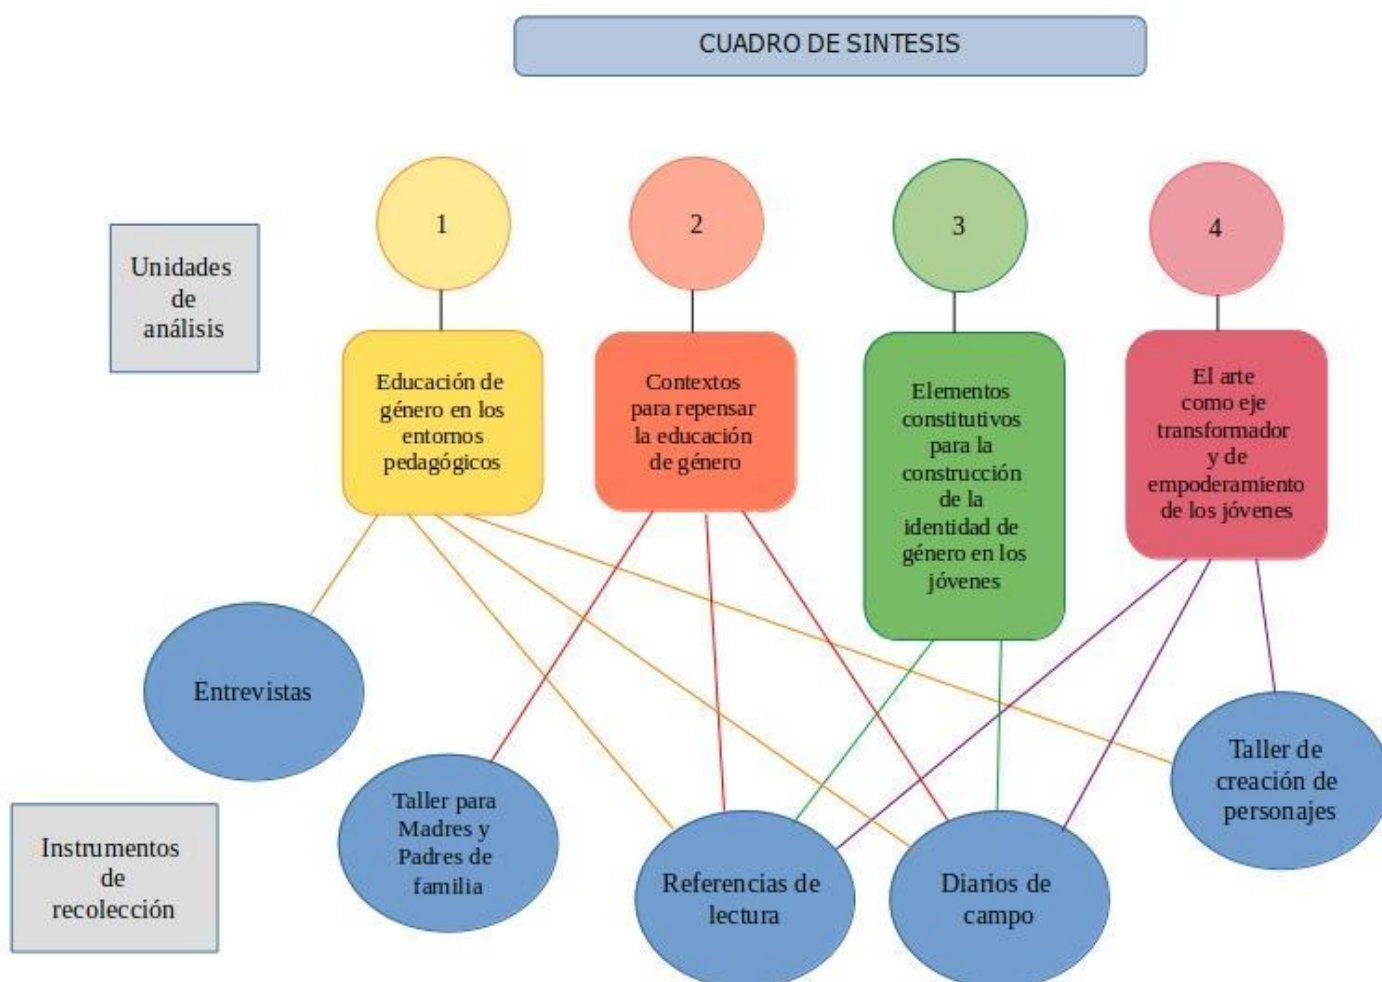 CUADRO DE SINTESIS
1
2
3
4
Unidades
de
análisis
Educación de
género en los
entornos
pedagógicos
Contextos
para repensar
la educación
de género
Elementos
constitutivos
para la
construcción
de la
identidad de
género en los
jóvenes
El arte
como eje
transformador
y de
empoderamiento
de los jóvenes
Entrevistas
Taller para
Madres y
Padres de
familia
Referencias de
lectura
Diarios de
campo
Taller de
creación de
personajes
Instrumentos
de
recolección